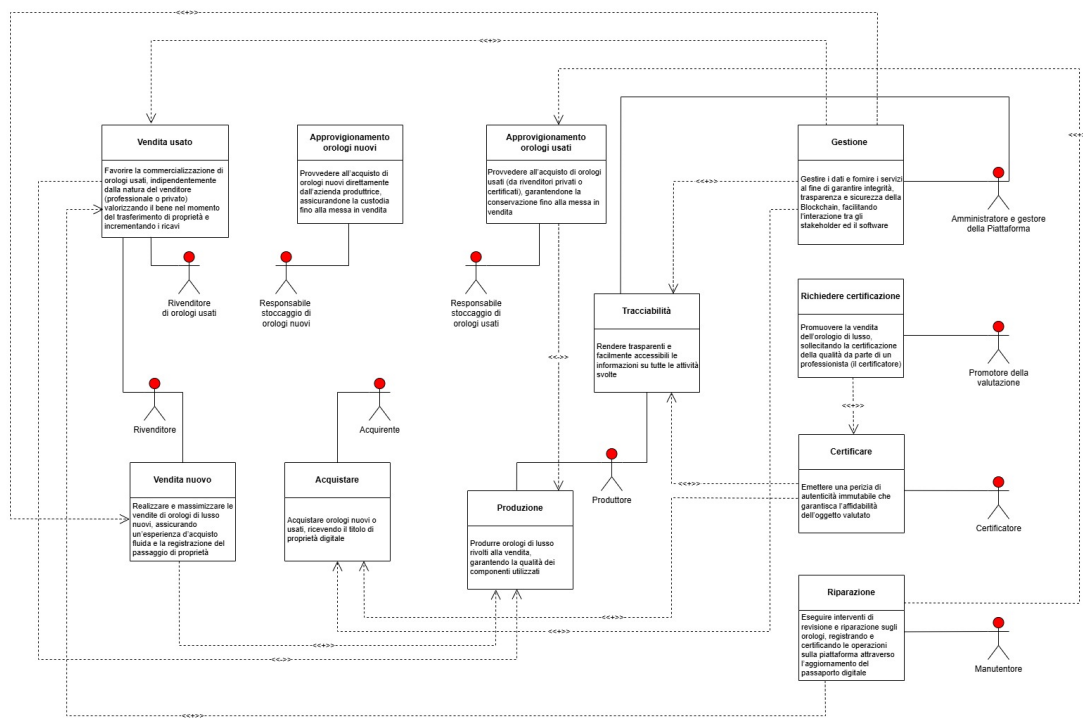 <<+>>
<<+>>
<<+>>
Vendita usato
Favorire la commercializzazione di
orologi usati, indipendentemente
dalla natura del venditore
(professionale o privato)
valorizzando il bene nel momento
del trasferimento di proprietà e
incrementando i ricavi
Approvigionamento
orologi nuovi
Provvedere all'acquisto di
orologi nuovi direttamente
dall'azienda produttrice,
assicurandone la custodia
fino alla messa in vendita
Approvigionamento
orologi usati
Provvedere all'acquisto di orologi
usati (da rivenditori privati o
certificati), garantendone la
conservazione fino alla messa in
vendita
Gestione
Gestire i dati e fornire i servizi
al fine di garantire integrità,
trasparenza e sicurezza della
Blockchain, facilitando
l'interazione tra gli
stakeholder ed il software
Amministratore e gestore
della Piattaforma
<<+>>
Rivenditore
di orologi usati
Responsabile
stoccaggio di
orologi nuovi
Responsabile
stoccaggio di
orologi usati
Tracciabilità
Rendere trasparenti e
facilmente accessibili le
informazioni su tutte le attività
svolte
Richiedere certificazione
Promuovere la vendita
dell'orologio di lusso,
sollecitando la certificazione
della qualità da parte di un
professionista (il certificatore)
Promotore della
valutazione
<<->>
<<+>>
Rivenditore
Acquirente
Produttore
Vendita nuovo
Realizzare e massimizzare le
vendite di orologi di lusso
nuovi, assicurando
un'esperienza d'acquisto
fluida e la registrazione del
passaggio di proprietà
Acquistare
Acquistare orologi nuovi o
usati, ricevendo il titolo di
proprietà digitale
Produzione
Produrre orologi di lusso
rivolti alla vendita,
garantendo la qualità dei
componenti utilizzati
Certificare
Emettere una perizia di
autenticità immutabile che
garantisca l'affidabilità
dell'oggetto valutato
Certificatore
<<+>>
<<+>>
<<+>>
<<+>>
<<->>
Riparazione
Eseguire interventi di
revisione e riparazione sugli
orologi, registrando e
certificando le operazioni
sulla piattaforma attraverso
l'aggiornamento del
passaporto digitale
Manutentore
<<+>>